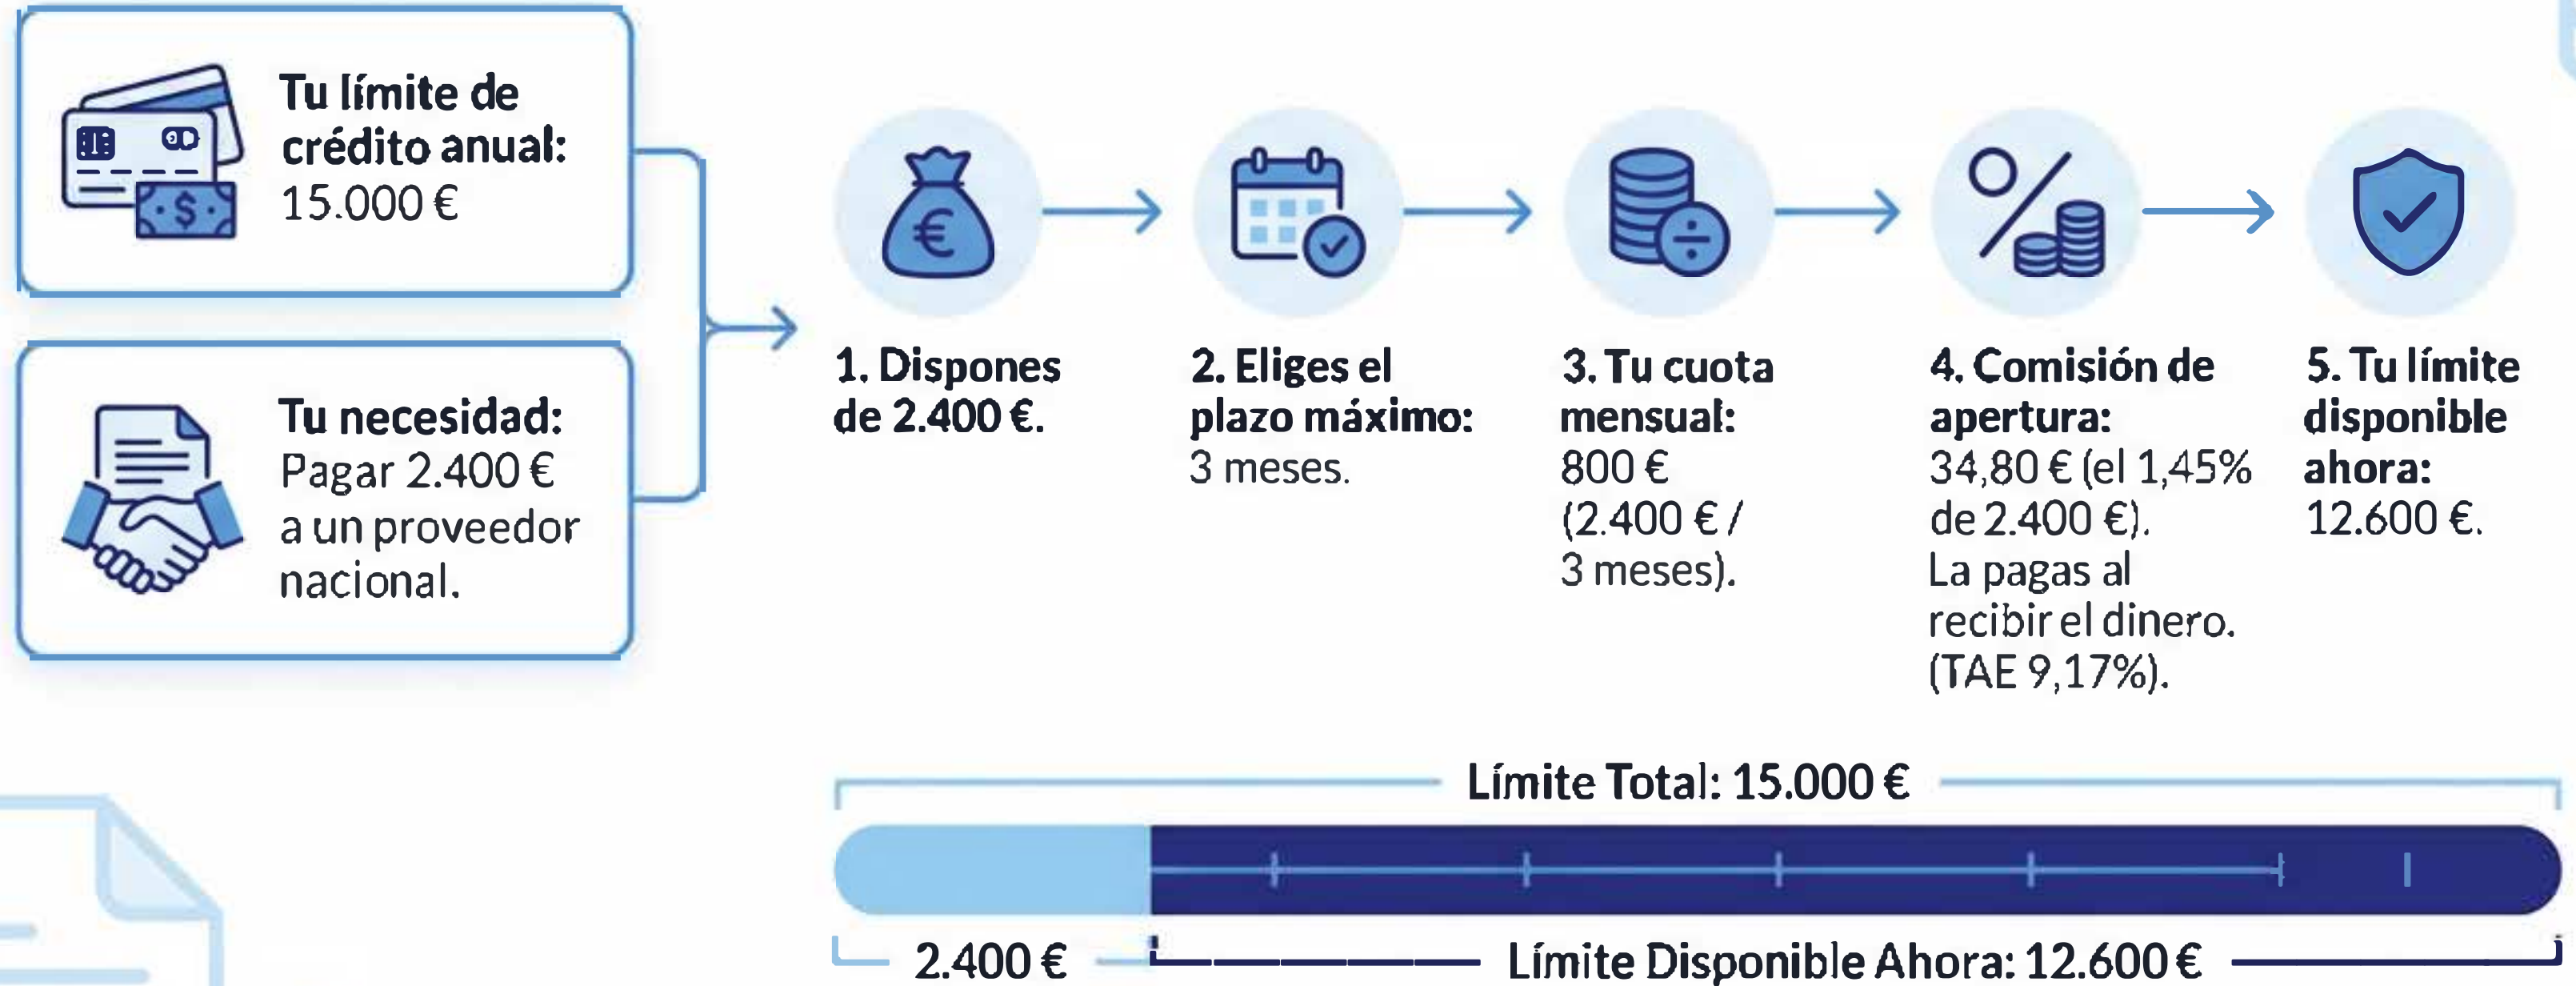 Tu límite de
crédito anual:
15.000 €
Tu necesidad:
Pagar 2.400 €
a un proveedor
nacional.
1. Dispones
de 2.400 €.
2. Eliges el
plazo máximo:
3 meses.
3. Tu cuota
mensual:
800 €
(2.400 € /
3 meses).
4. Comisión de
apertura:
34,80 € (el 1,45%
de 2.400 €).
La pagas al
recibir el dinero.
(TAE 9,17%).
5. Tu límite
disponible
ahora:
12.600 €.
Límite Total: 15.000 €
2.400 €
Límite Disponible Ahora: 12.600 €